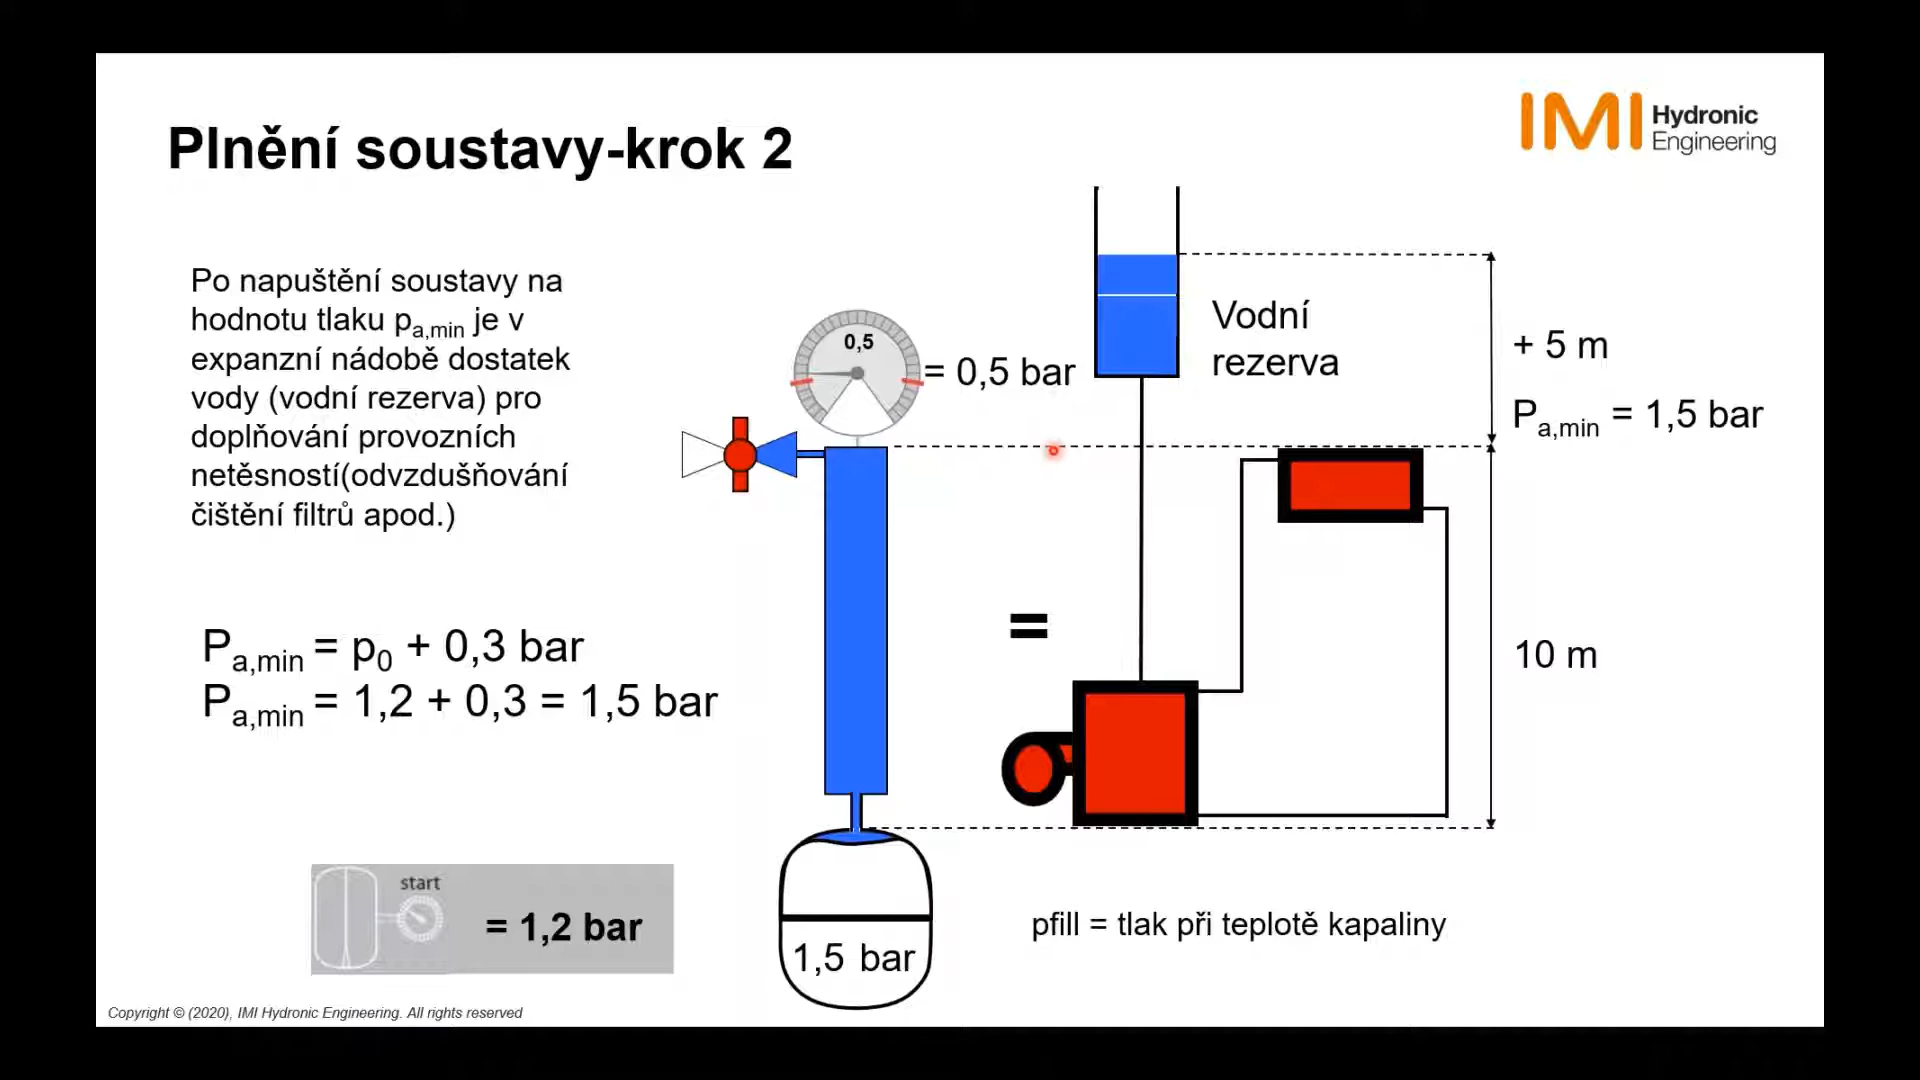 Plnění soustavy-krok 2
IMI Hydronic
Engineering
Po napuštění soustavy na
hodnotu tlaku pa,min je v
expanzní nádobě dostatek
vody (vodní rezerva) pro
doplňování provozních
netěsností(odvzdušňování
čištění filtrů apod.)
Pa,min = p0 + 0,3 bar
Pa,min = 1,2 + 0,3 = 1,5 bar
start
= 1,2 bar
0,5
= 0,5 bar
1,5 bar
Vodní
rezerva
=
+ 5 m
Pa,min = 1,5 bar
10 m
pfill = tlak při teplotě kapaliny
Copyright © (2020), IMI Hydronic Engineering. All rights reserved